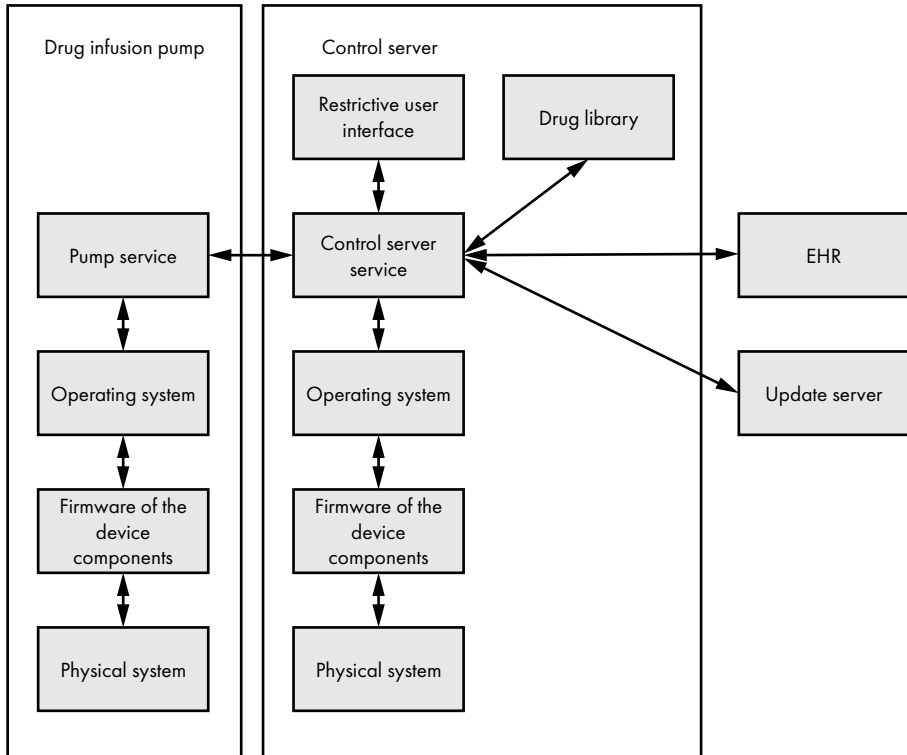 Drug infusion pump
Control server
Restrictive user
interface
Drug library
Pump service
Control server
service
EHR
Operating system
Operating system
Update server
Firmware of the
device
components
Firmware of the
device
components
Physical system
Physical system